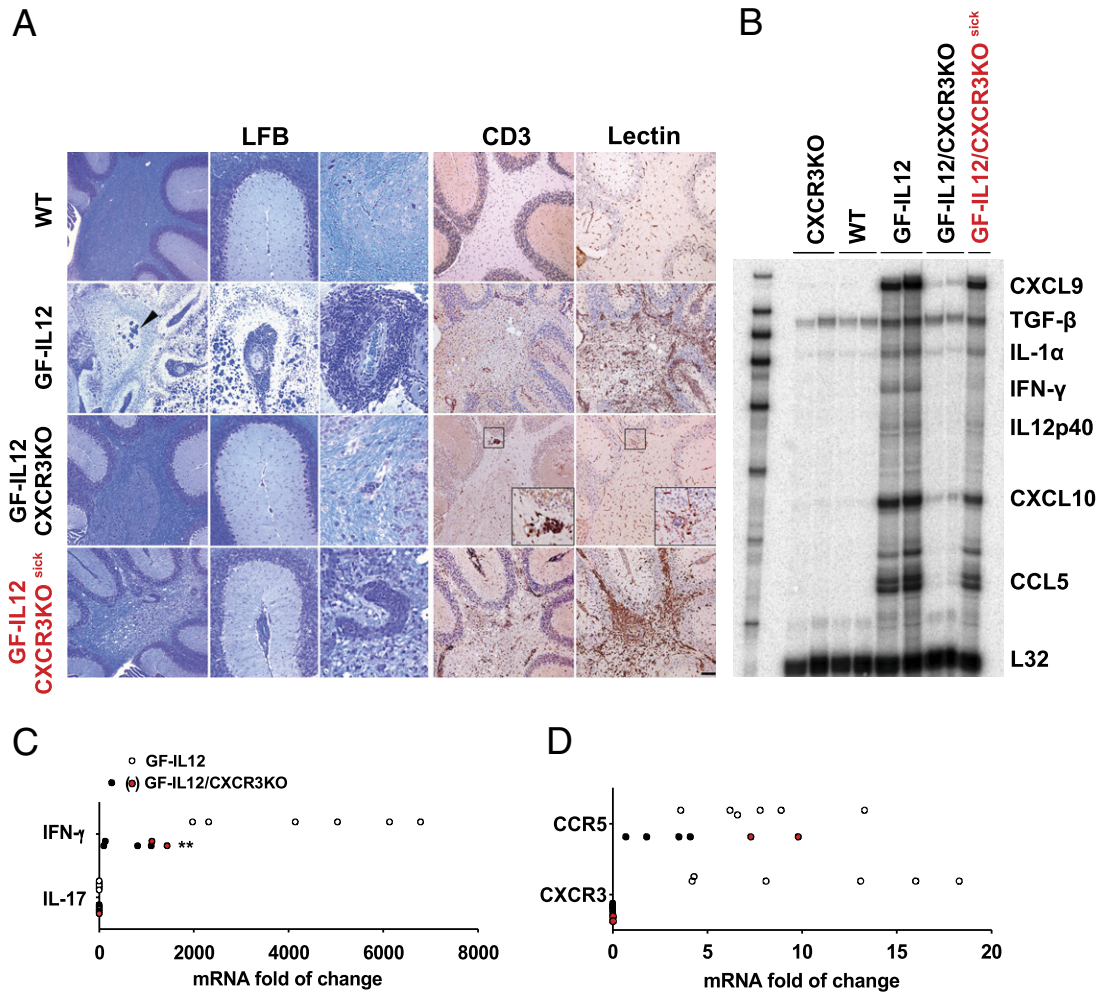 A
LFB
CD3
Lectin
WT
GF-IL12
GF-IL12
CXCR3KO
GF-IL12
CXCR3KO sick
B
CXCR3KO
WT
GF-IL12
GF-IL12/CXCR3KO
GF-IL12/CXCR3KO sick
CXCL9
TGF-β
IL-1α
IFN-γ
IL12p40
CXCL10
CCL5
L32
C
GF-IL12
( ) GF-IL12/CXCR3KO
IFN-γ
**
IL-17
0
2000
4000
6000
8000
mRNA fold of change
D
CCR5
CXCR3
0
5
10
15
20
mRNA fold of change